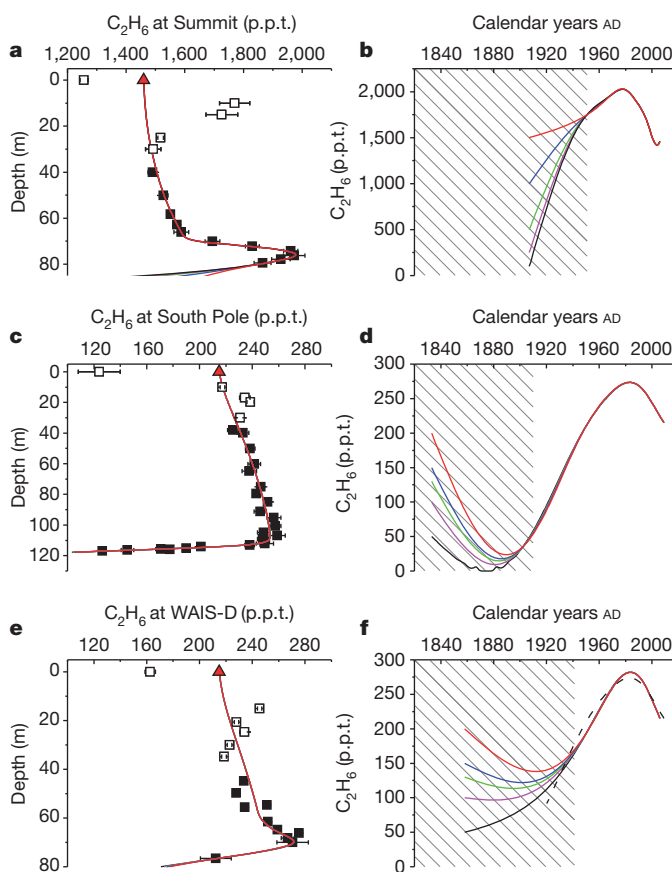 C2H6 at Summit (p.p.t.)
Calendar years AD
a
1,200 1,400 1,600 1,800 2,000
b
1840 1880 1920 1960 2000
0
20
40
60
80
Depth (m)
2,000
1,500
1,000
500
0
C2H6 (p.p.t.)
C2H6 at South Pole (p.p.t.)
Calendar years AD
c
120 160 200 240 280
d
1840 1880 1920 1960 2000
0
20
40
60
80
100
120
Depth (m)
300
250
200
150
100
50
0
C2H6 (p.p.t.)
C2H6 at WAIS-D (p.p.t.)
Calendar years AD
e
120 160 200 240 280
f
1840 1880 1920 1960 2000
0
20
40
60
80
Depth (m)
300
250
200
150
100
50
0
C2H6 (p.p.t.)